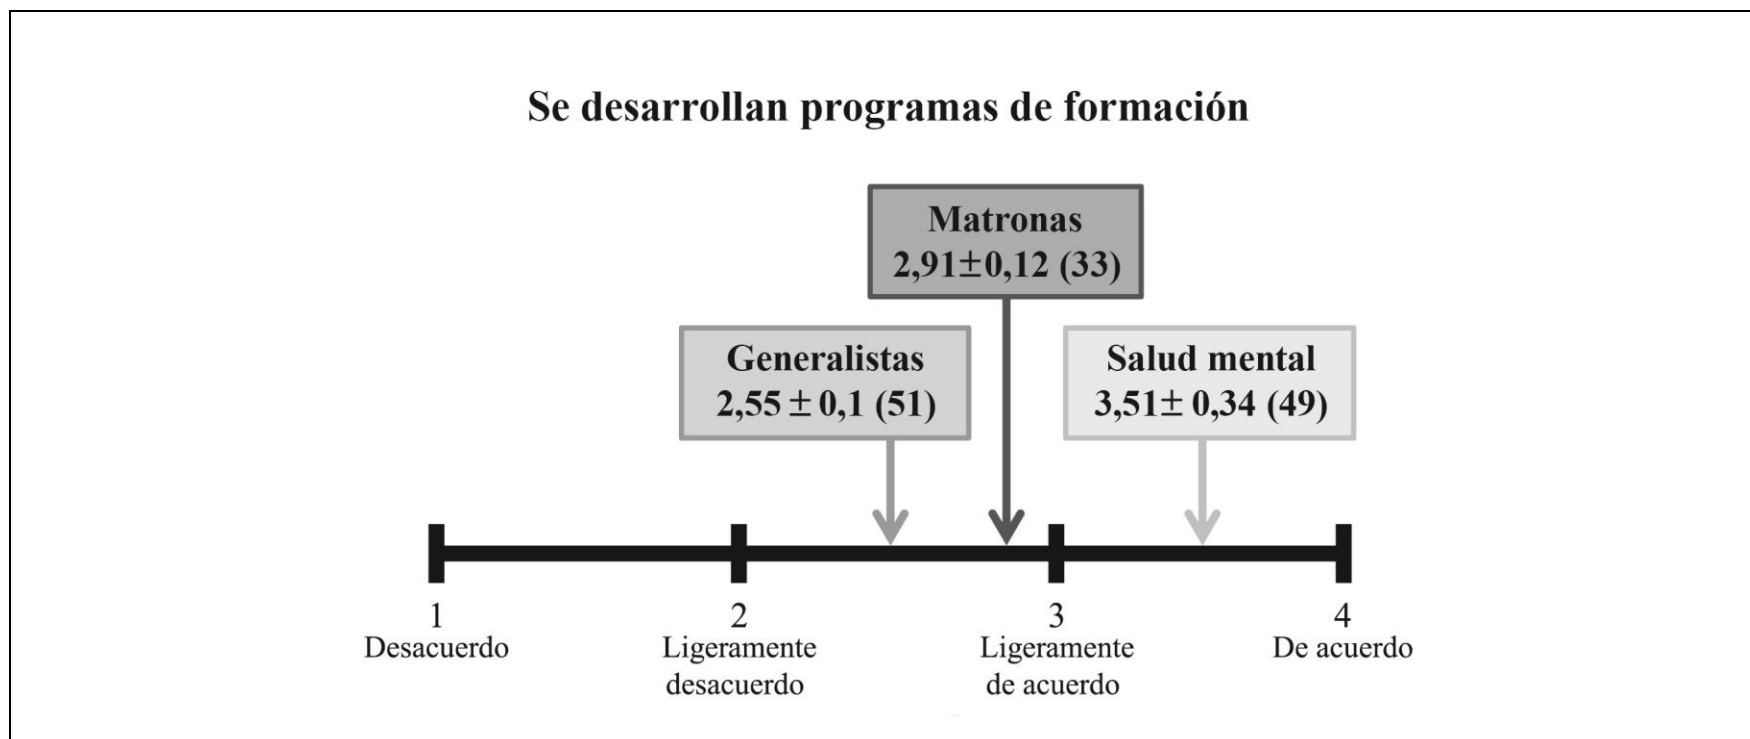 Se desarrollan programas de formación
Matronas
2,91±0,12 (33)
Generalistas
2,55 ± 0,1 (51)
Salud mental
3,51± 0,34 (49)
1
Desacuerdo
2
Ligeramente
desacuerdo
3
Ligeramente
de acuerdo
4
De acuerdo